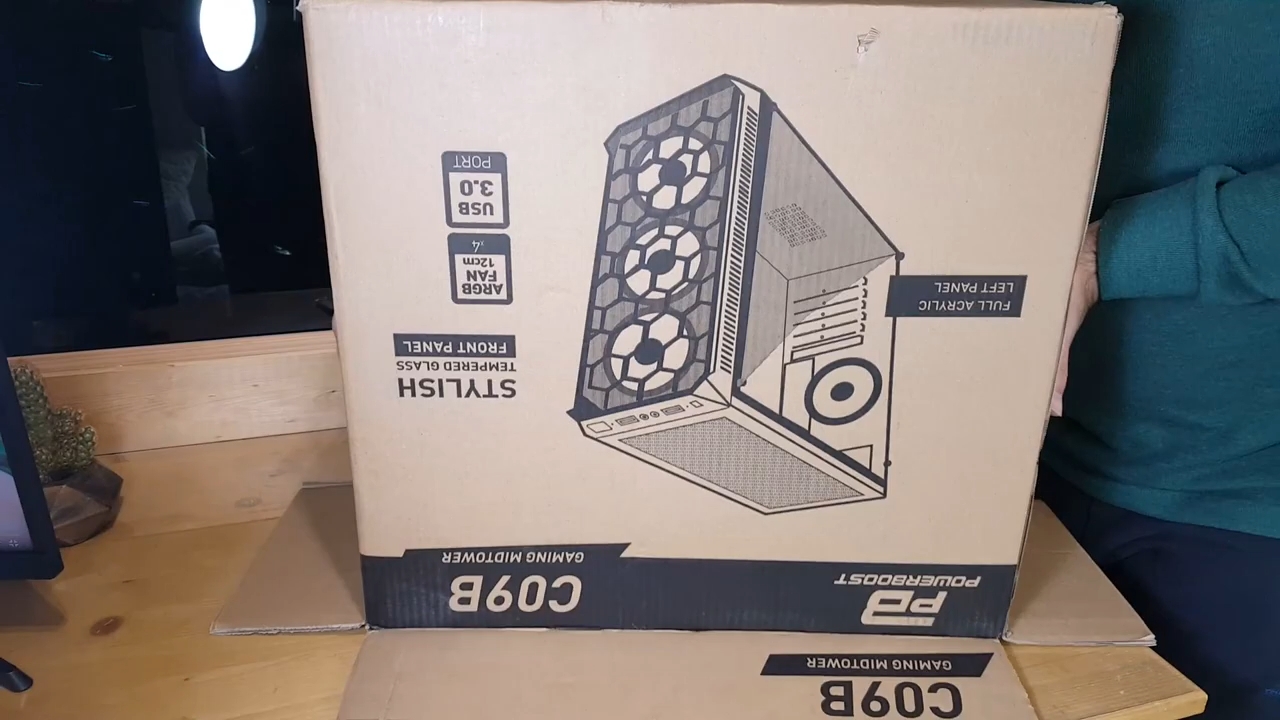 C09B
GAMING MIDTOWER
PB
POWERBOOST
C09B
GAMING MIDTOWER
STYLISH
TEMPERED GLASS
FRONT PANEL
FULL ACRYLIC
LEFT PANEL
ARGB
FAN
12cm
x4
USB
3.0
PORT